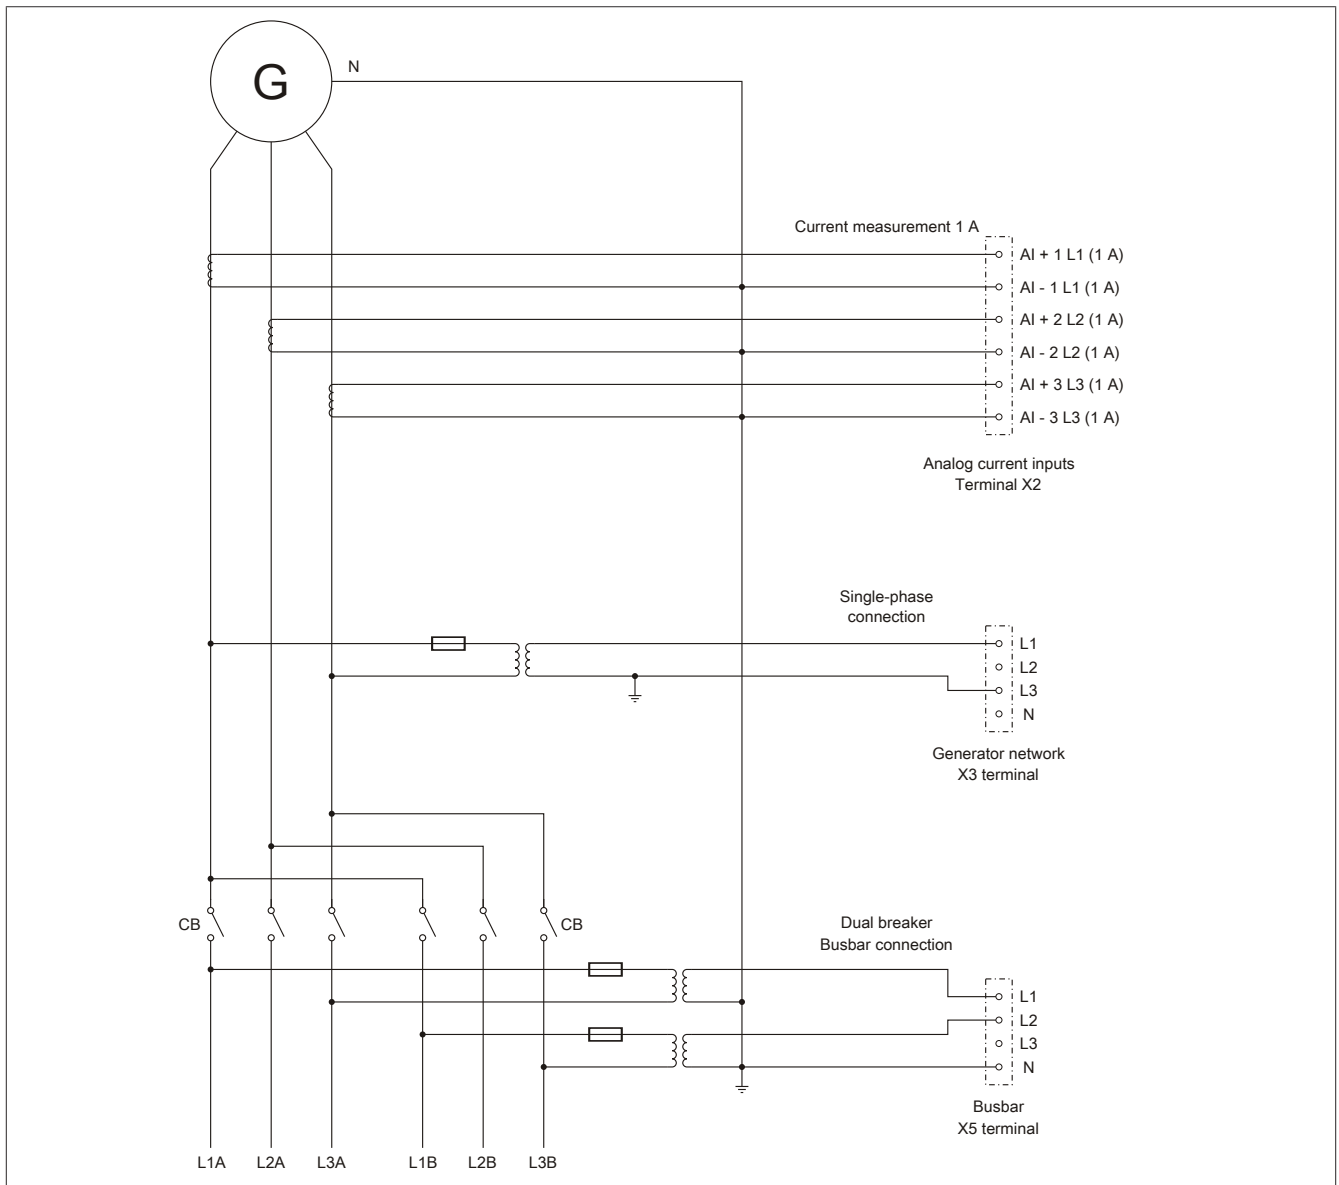 G
N
Current measurement 1 A
AI + 1 L1 (1 A)
AI - 1 L1 (1 A)
AI + 2 L2 (1 A)
AI - 2 L2 (1 A)
AI + 3 L3 (1 A)
AI - 3 L3 (1 A)
Analog current inputs
Terminal X2
Single-phase
connection
L1
L2
L3
N
Generator network
X3 terminal
CB
CB
Dual breaker
Busbar connection
L1
L2
L3
N
Busbar
X5 terminal
L1A
L2A
L3A
L1B
L2B
L3B